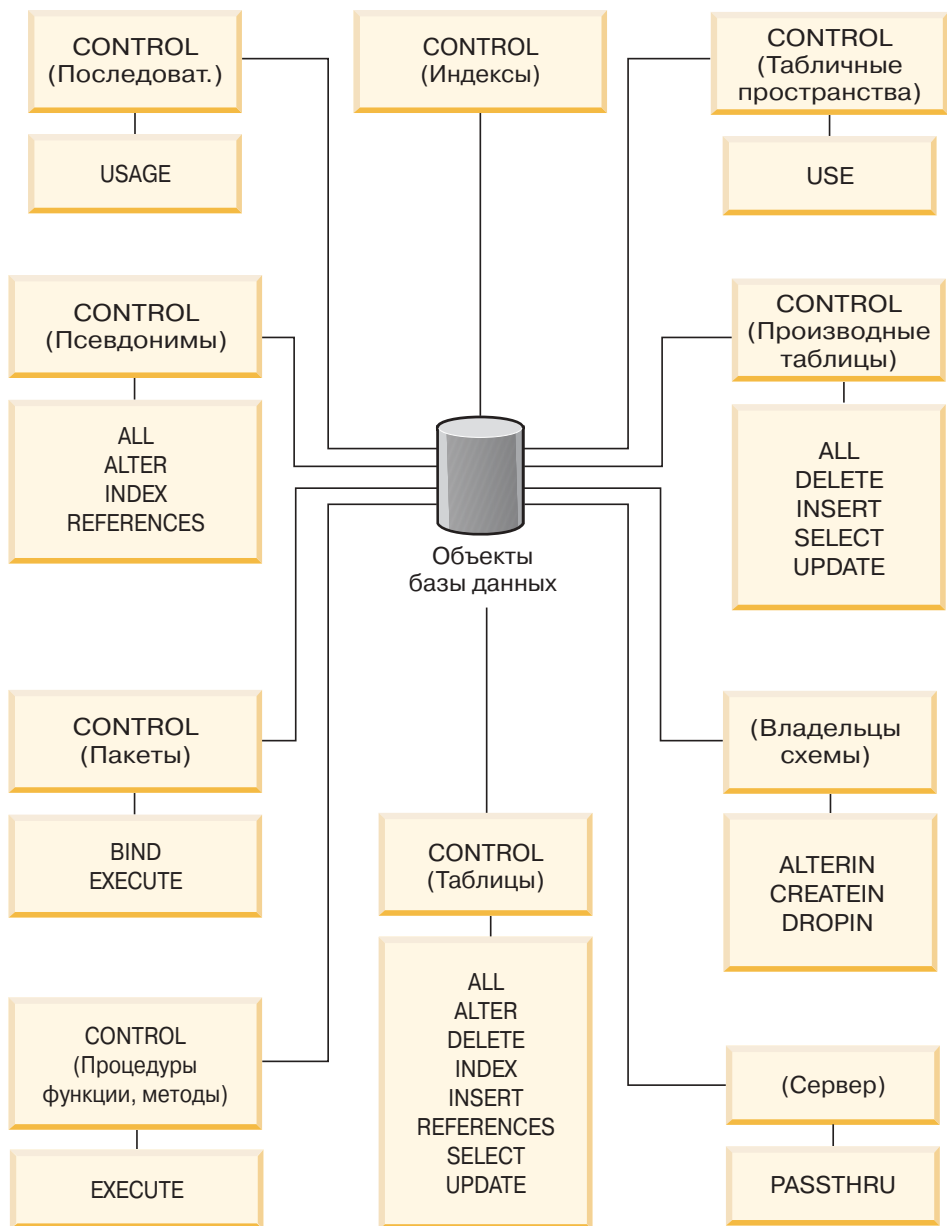 CONTROL
(Последоват.)
USAGE
CONTROL
(Индексы)
CONTROL
(Табличные
пространства)
USE
CONTROL
(Псевдонимы)
ALL
ALTER
INDEX
REFERENCES
CONTROL
(Производные
таблицы)
ALL
DELETE
INSERT
SELECT
UPDATE
Объекты
базы данных
CONTROL
(Пакеты)
BIND
EXECUTE
CONTROL
(Таблицы)
ALL
ALTER
DELETE
INDEX
INSERT
REFERENCES
SELECT
UPDATE
(Владельцы
схемы)
ALTERIN
CREATEIN
DROPIN
CONTROL
(Процедуры
функции, методы)
EXECUTE
(Сервер)
PASSTHRU